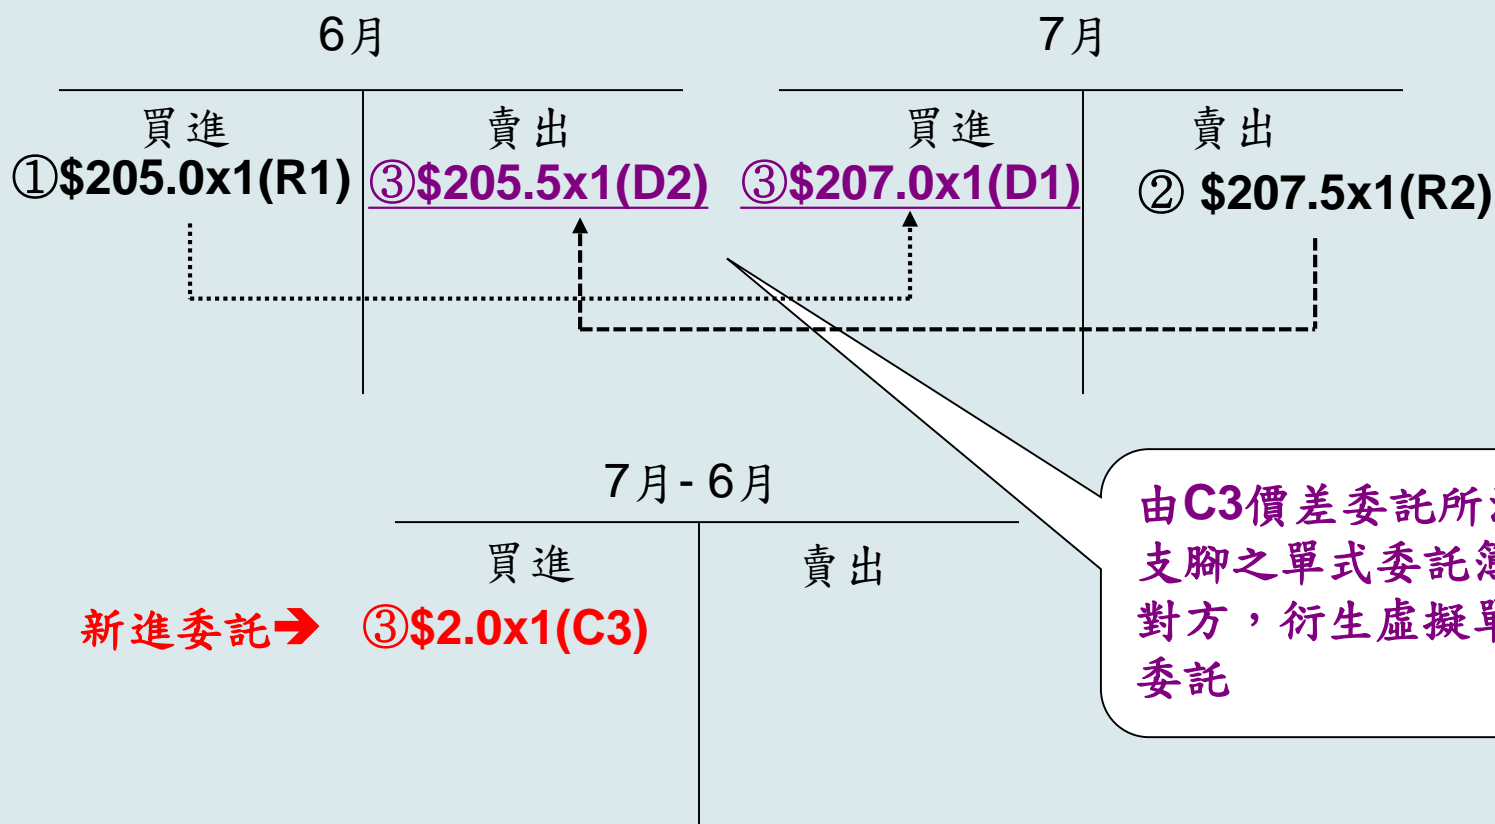 6月
7月
買進 賣出 買進 賣出
①$205.0x1(R1) ③$205.5x1(D2) ③$207.0x1(D1) ② $207.5x1(R2)
7月- 6月
買進 賣出
新進委託➔ ③$2.0x1(C3)
由C3價差委託所
支腳之單式委託簿
對方，衍生虛擬單
委託